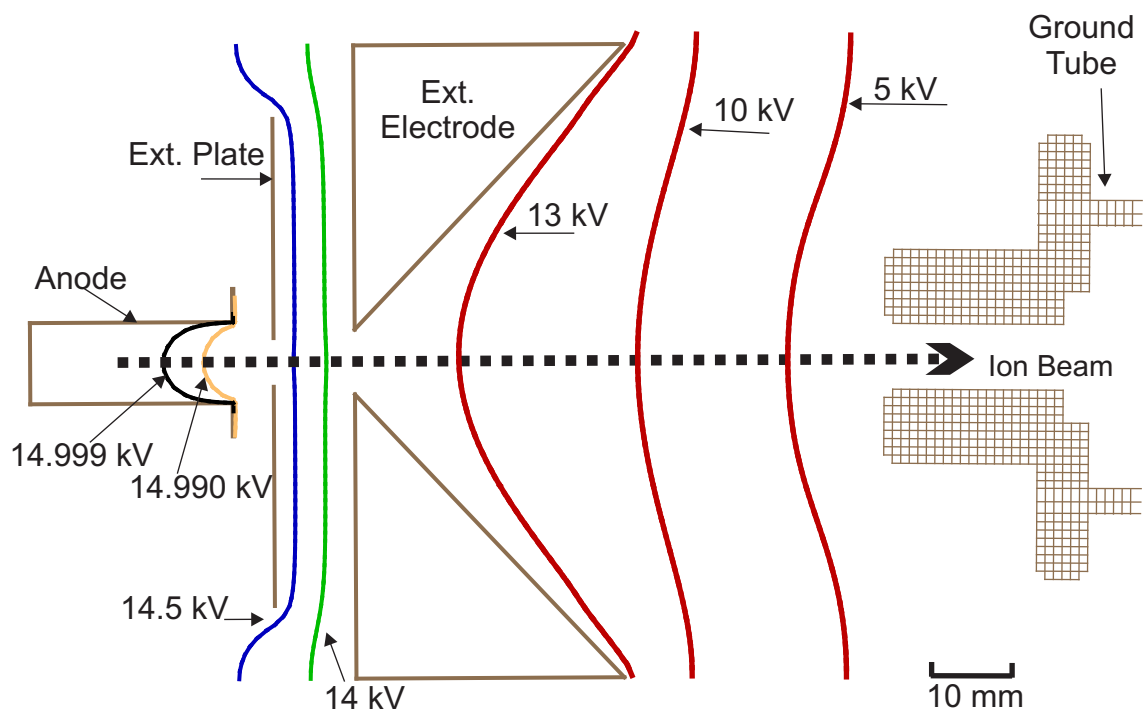 Ground
Tube
Ext.
Electrode
5 kV
10 kV
Ext. Plate
13 kV
Anode
Ion Beam
14.999 kV
14.990 kV
14.5 kV
14 kV
10 mm